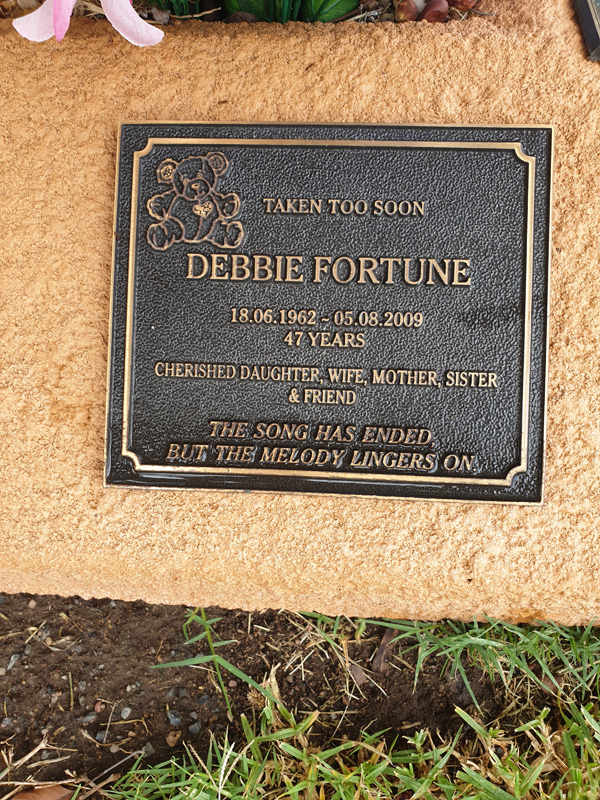 TAKEN TOO SOON
DEBBIE FORTUNE
18.06.1962 ~ 05.08.2009
47 YEARS
CHERISHED DAUGHTER, WIFE, MOTHER, SISTER
& FRIEND
THE SONG HAS ENDED,
BUT THE MELODY LINGERS ON.